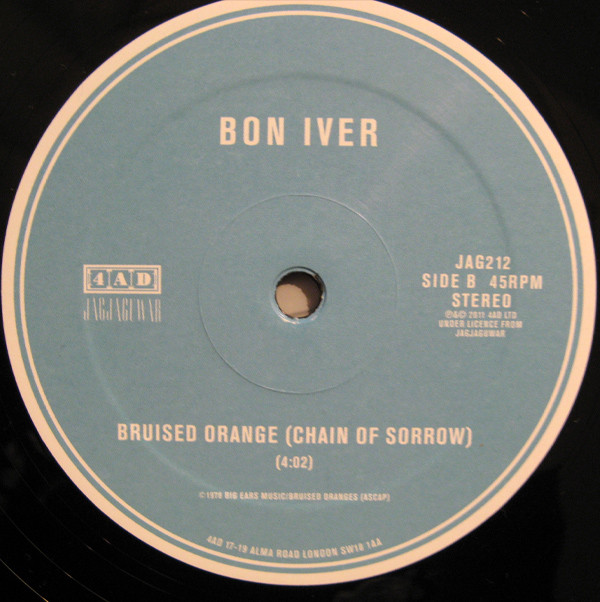 BON IVER
4AD
JAGJAGUWAR
JAG212
SIDE B 45RPM
STEREO
℗&© 2011 4AD LTD
UNDER LICENCE FROM
JAGJAGUWAR
BRUISED ORANGE (CHAIN OF SORROW)
(4:02)
© 1978 BIG EARS MUSIC/BRUISED ORANGES (ASCAP)
4AD 17-19 ALMA ROAD LONDON SW18 1AA